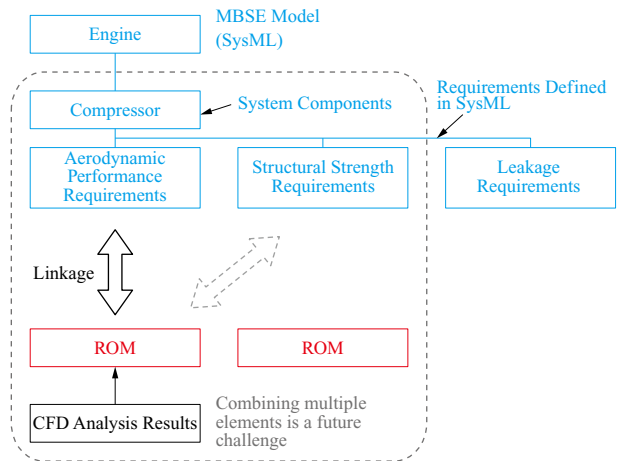 Engine
MBSE Model
(SysML)
Compressor
System Components
Requirements Defined
in SysML
Aerodynamic
Performance
Requirements
Structural Strength
Requirements
Leakage
Requirements
Linkage
ROM
ROM
CFD Analysis Results
Combining multiple
elements is a future
challenge